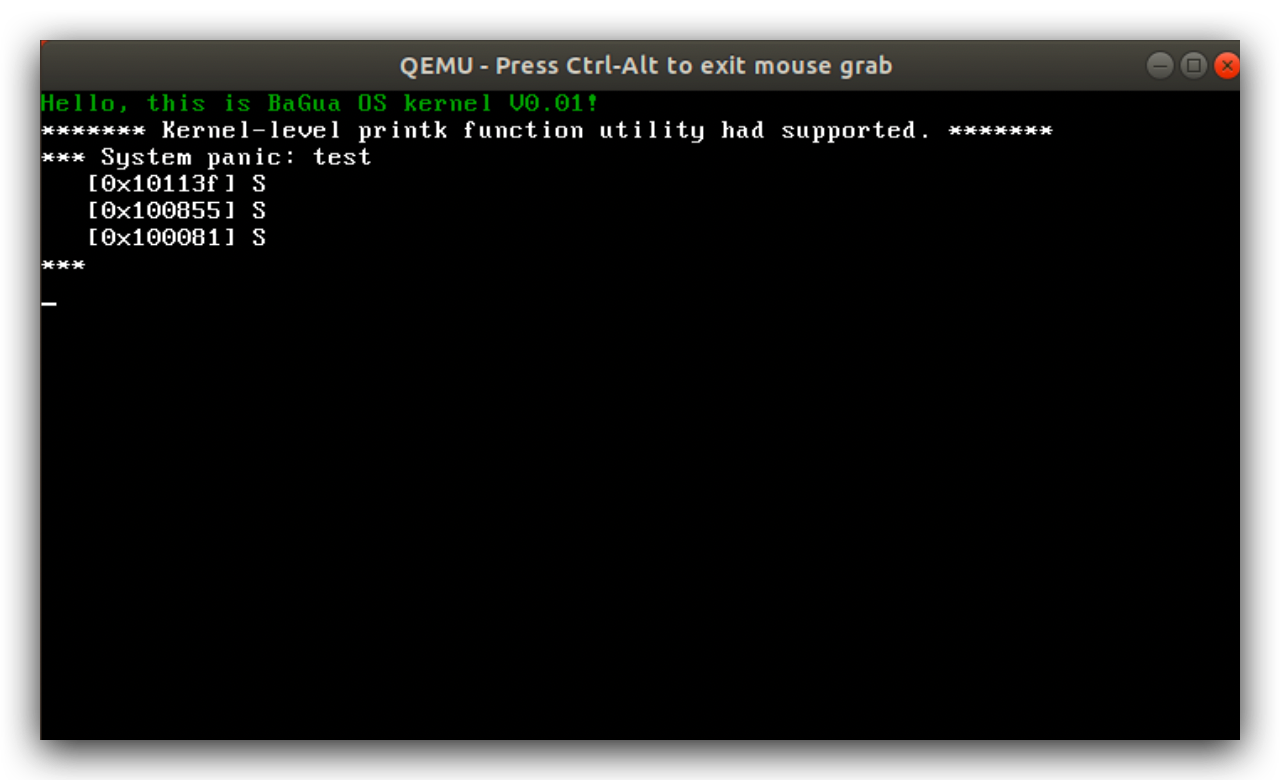 QEMU - Press Ctrl-Alt to exit mouse grab
Hello, this is BaGua OS kernel V0.01!
******* Kernel-level printk function utility had supported. *******
*** System panic: test
   [0x10113f] S
   [0x100855] S
   [0x100081] S
***
_